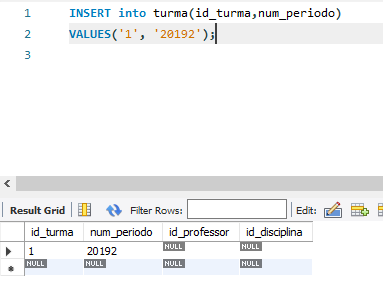 1 INSERT into turma(id_turma,num_periodo)
2 VALUES('1', '20192');
3
Result Grid Filter Rows: Edit:
id_turma num_periodo id_professor id_disciplina
1 20192 NULL NULL
NULL NULL NULL NULL